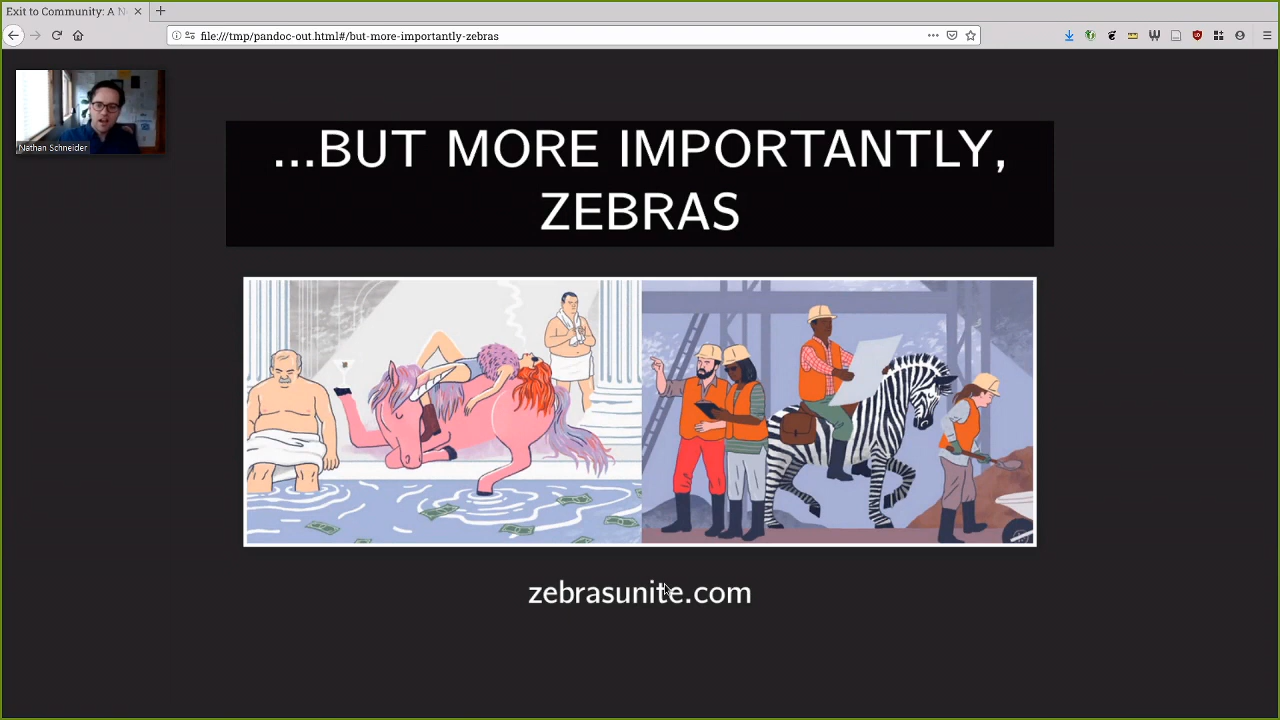 Exit to Community: A N
file:///tmp/pandoc-out.html#/but-more-importantly-zebras
Nathan Schneider
...BUT MORE IMPORTANTLY,
ZEBRAS
zebrasunite.com